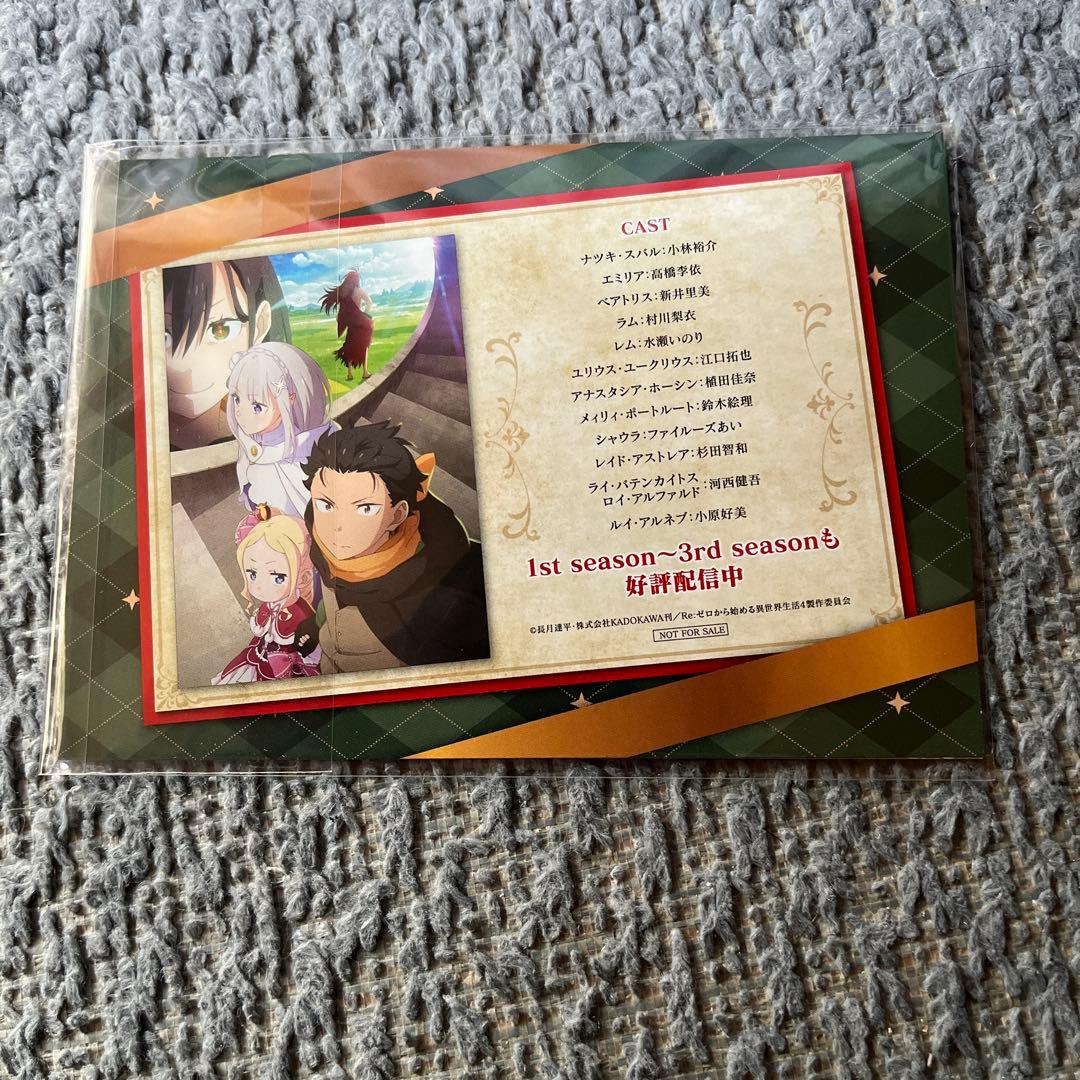 CAST
ナツキ・スバル:小林裕介
エミリア:高橋李依
ベアトリス:新井里美
ラム:村川梨衣
レム:水瀬いのり
ユリウス・ユークリウス:江口拓也
アナスタシア・ホーシン:植田佳奈
メィリィ・ポートルート:鈴木絵理
シャウラ:ファイルーズあい
レイド・アストレア:杉田智和
ライ・バテンカイトス
ロイ・アルファルド:河西健吾
ルイ・アルネブ:小原好美
1st season～3rd seasonも
好評配信中
©長月達平・株式会社KADOKAWA刊／Re:ゼロから始める異世界生活4製作委員会
NOT FOR SALE